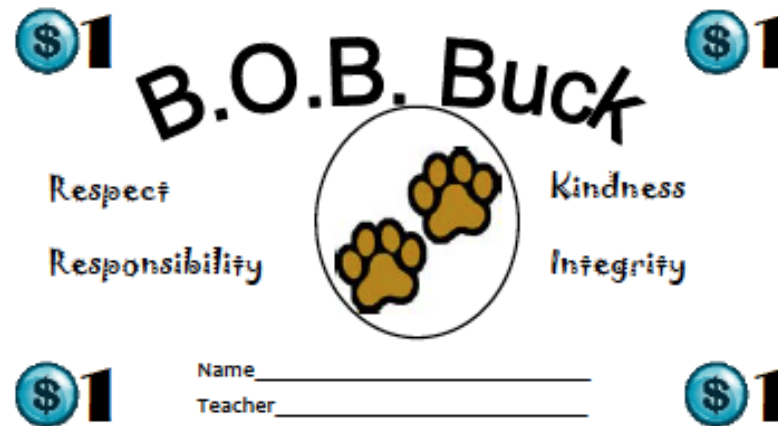 $1 $1
B.O.B. Buck
Respect Kindness
Responsibility Integrity
$1 $1
Name
Teacher